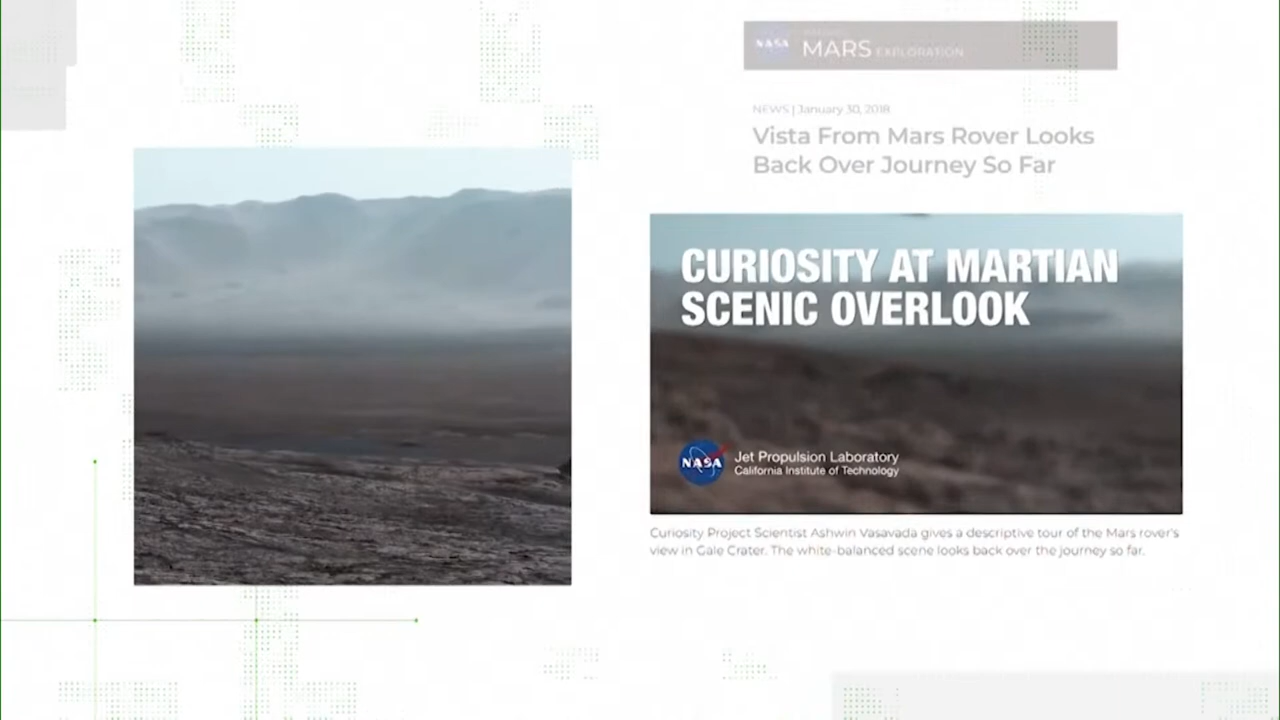 NASA
MARS EXPLORATION
NEWS | January 30, 2018
Vista From Mars Rover Looks
Back Over Journey So Far
CURIOSITY AT MARTIAN
SCENIC OVERLOOK
NASA
Jet Propulsion Laboratory
California Institute of Technology
Curiosity Project Scientist Ashwin Vasavada gives a descriptive tour of the Mars rover's
view in Gale Crater. The white-balanced scene looks back over the journey so far.